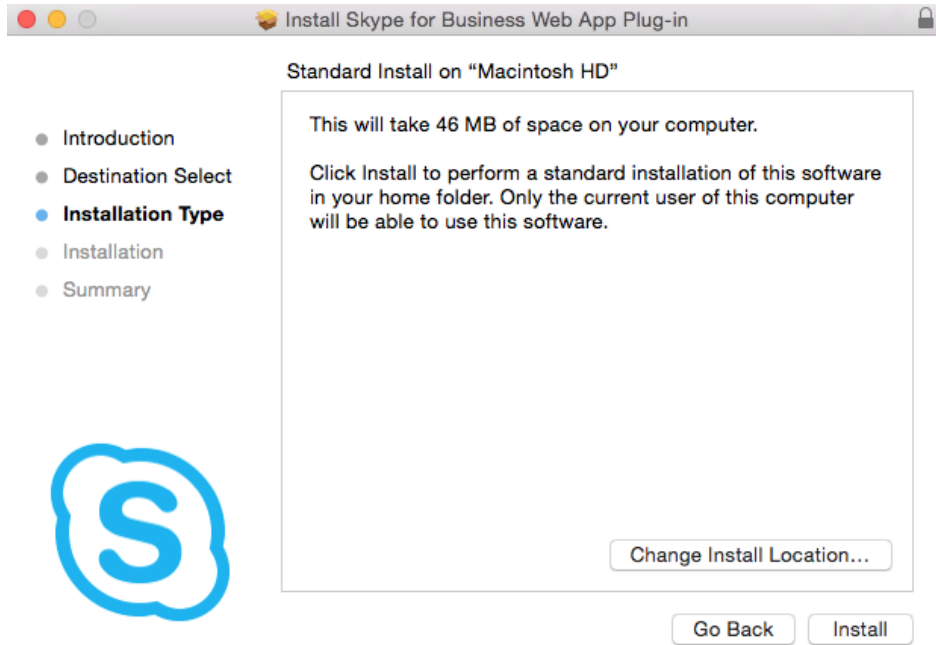 Install Skype for Business Web App Plug-in
Standard Install on “Macintosh HD”
Introduction
Destination Select
Installation Type
Installation
Summary
This will take 46 MB of space on your computer.
Click Install to perform a standard installation of this software
in your home folder. Only the current user of this computer
will be able to use this software.
S
Change Install Location...
Go Back
Install